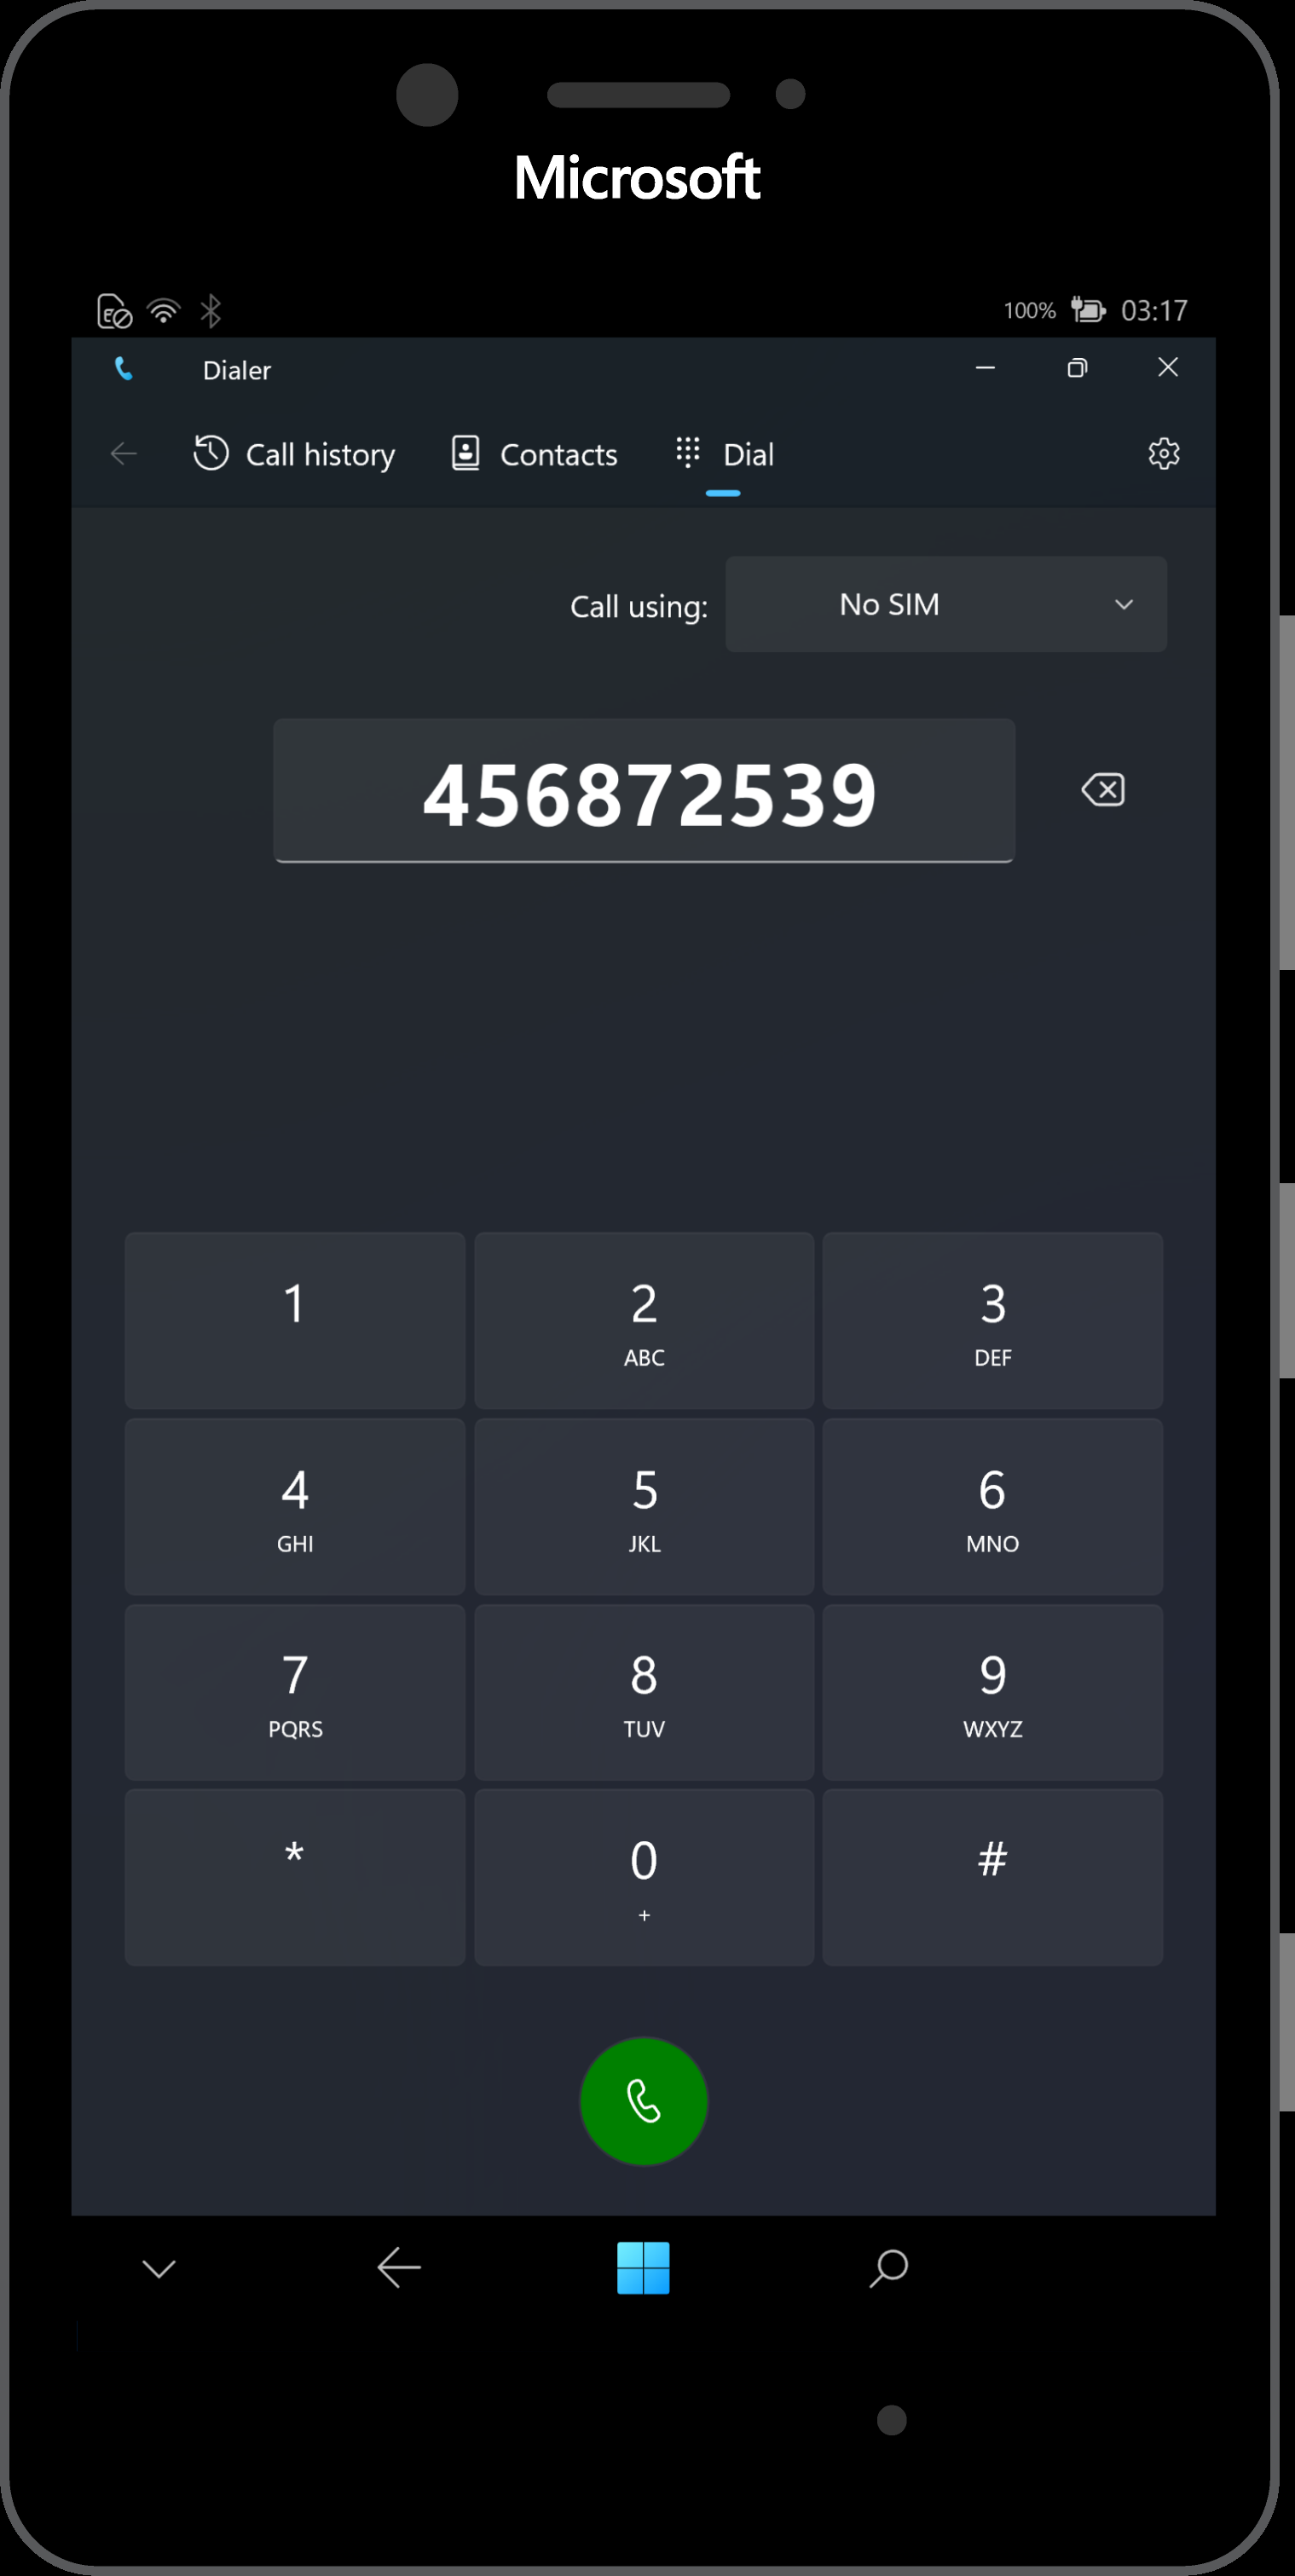 Microsoft
100% 03:17
Dialer
Call history Contacts Dial
Call using: No SIM
456872539
1 2 3
ABC DEF
4 5 6
GHI JKL MNO
7 8 9
PQRS TUV WXYZ
* 0 #
+